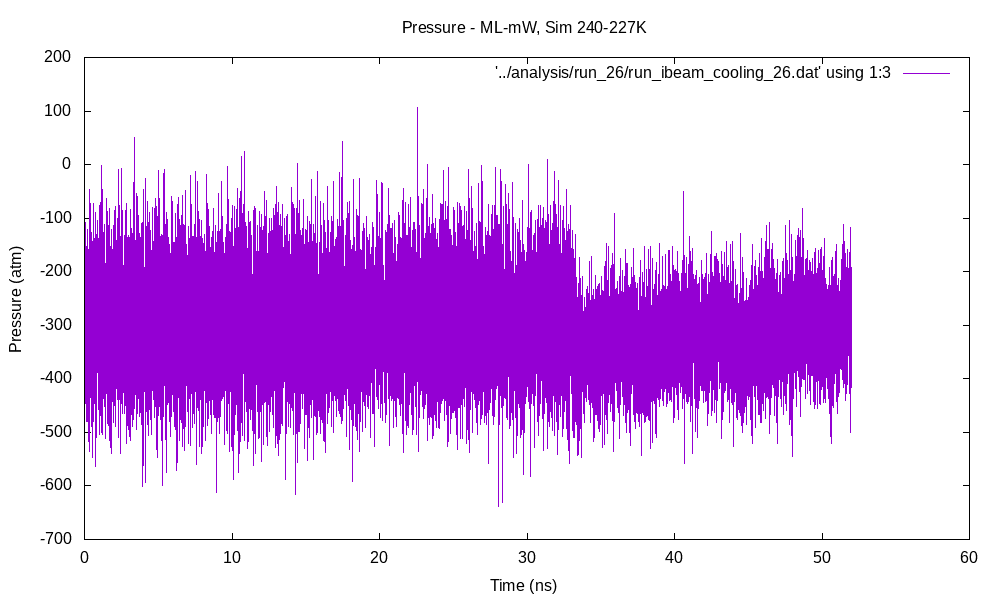 Pressure - ML-mW, Sim 240-227K
'../analysis/run_26/run_ibeam_cooling_26.dat' using 1:3
Pressure (atm)
200
100
0
-100
-200
-300
-400
-500
-600
-700
0 10 20 30 40 50 60
Time (ns)